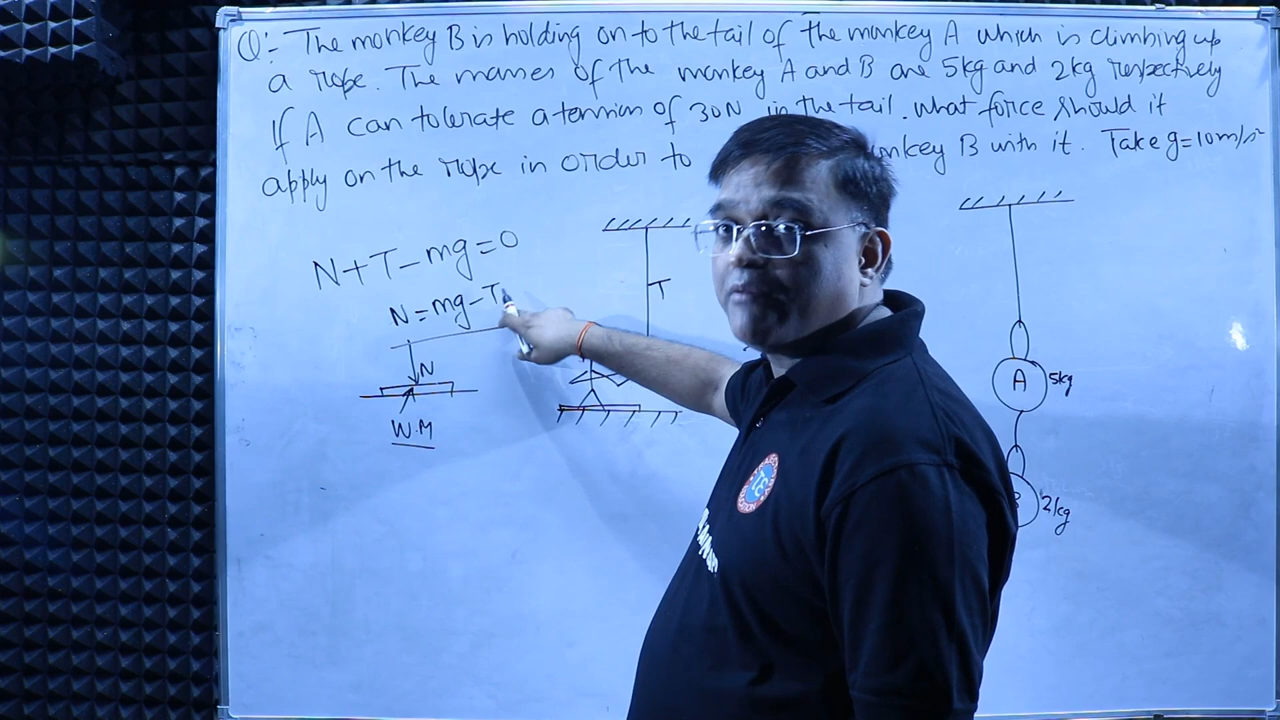 Q:- The monkey B is holding on to the tail of the monkey A which is climbing up
a rope. The masses of the monkey A and B are 5kg and 2kg respectively
If A can tolerate a tension of 30N in the tail. what force should it
apply on the rope in order to monkey B with it. Take g=10m/s²
N+T-mg=0
N=mg-T
T
N
W.M
A 5kg
2kg